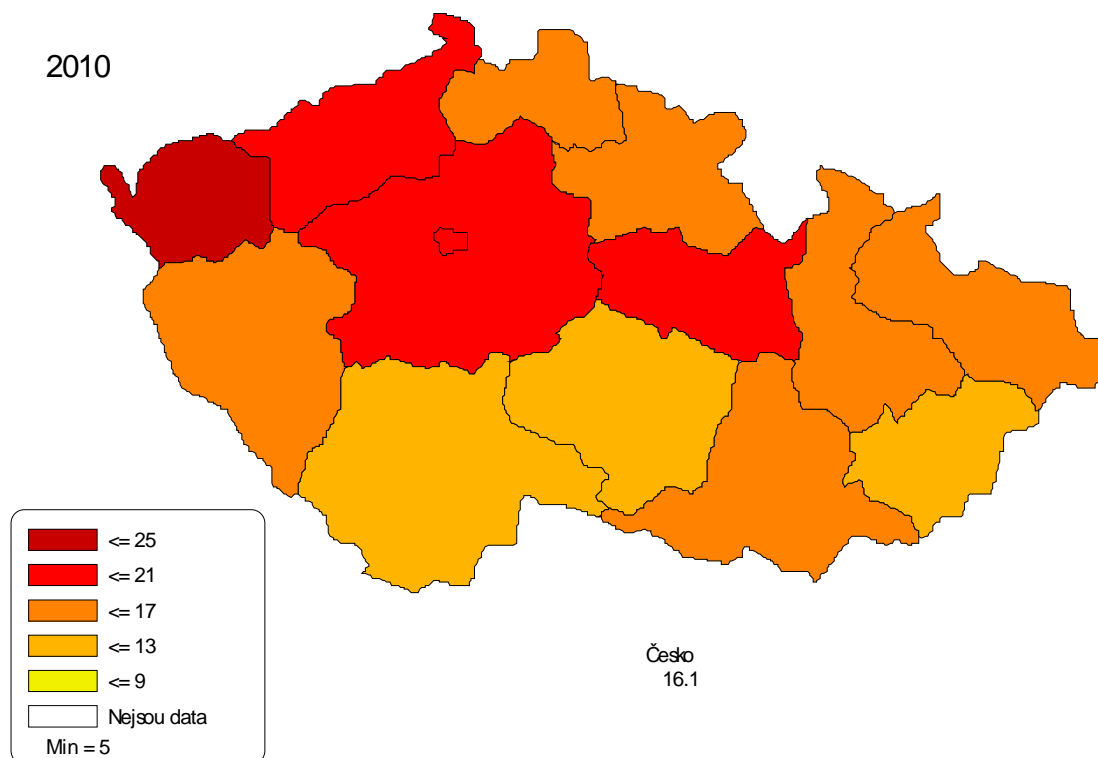 2010
<= 25
<= 21
<= 17
<= 13
<= 9
Nejsou data
Min = 5
Česko
16.1